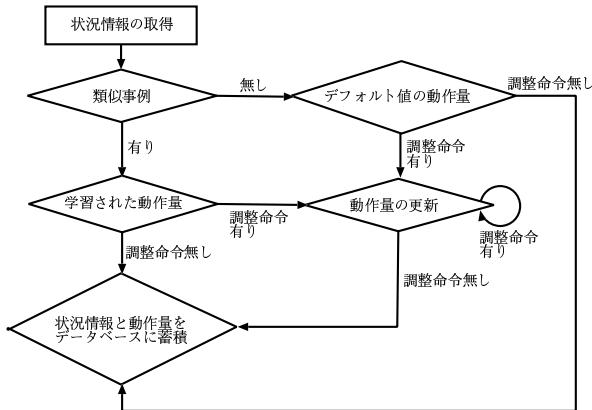 状況情報の取得
類似事例
無し
デフォルト値の動作量
調整命令無し
有り
調整命令
有り
学習された動作量
調整命令
有り
動作量の更新
調整命令
有り
調整命令無し
調整命令無し
状況情報と動作量を
データベースに蓄積